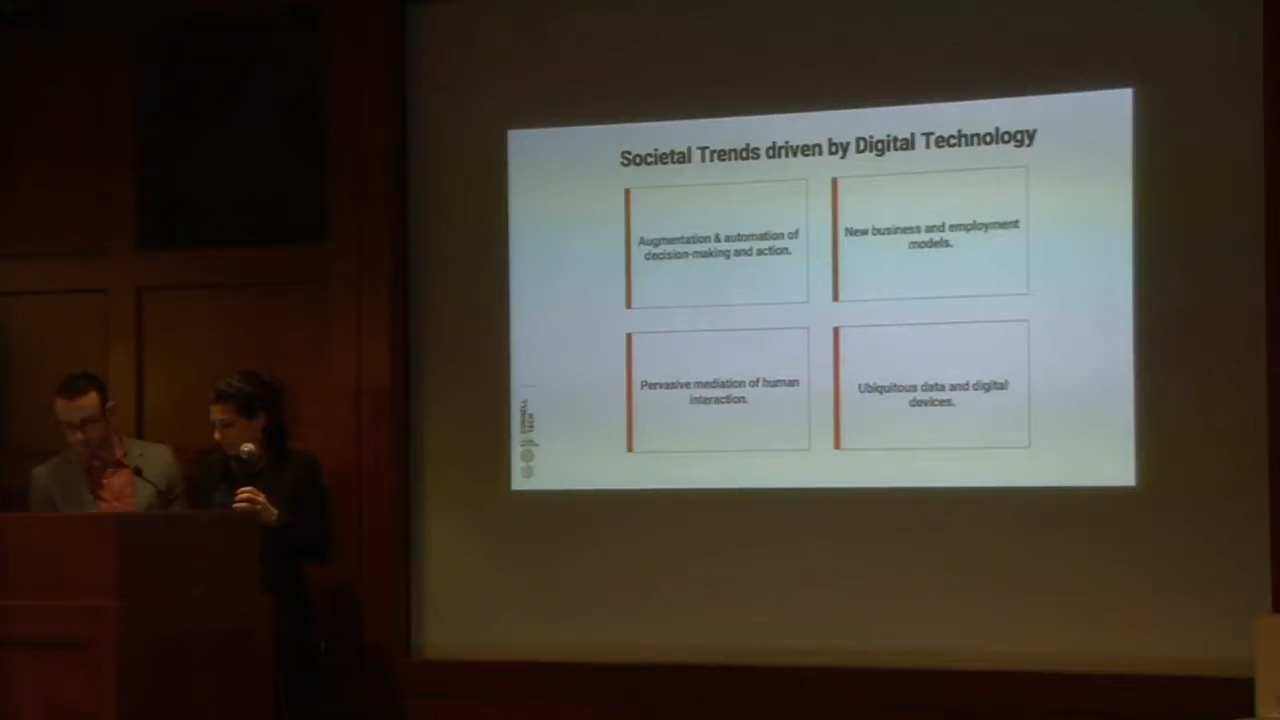 Societal Trends driven by Digital Technology
Augmentation & automation of
decision-making and action.
New business and employment
models.
Pervasive mediation of human
interaction.
Ubiquitous data and digital
devices.